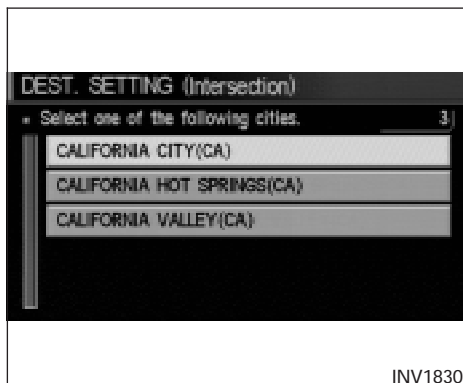 DEST. SETTING (Intersection)
Select one of the following cities. 3
CALIFORNIA CITY(CA)
CALIFORNIA HOT SPRINGS(CA)
CALIFORNIA VALLEY(CA)
INV1830